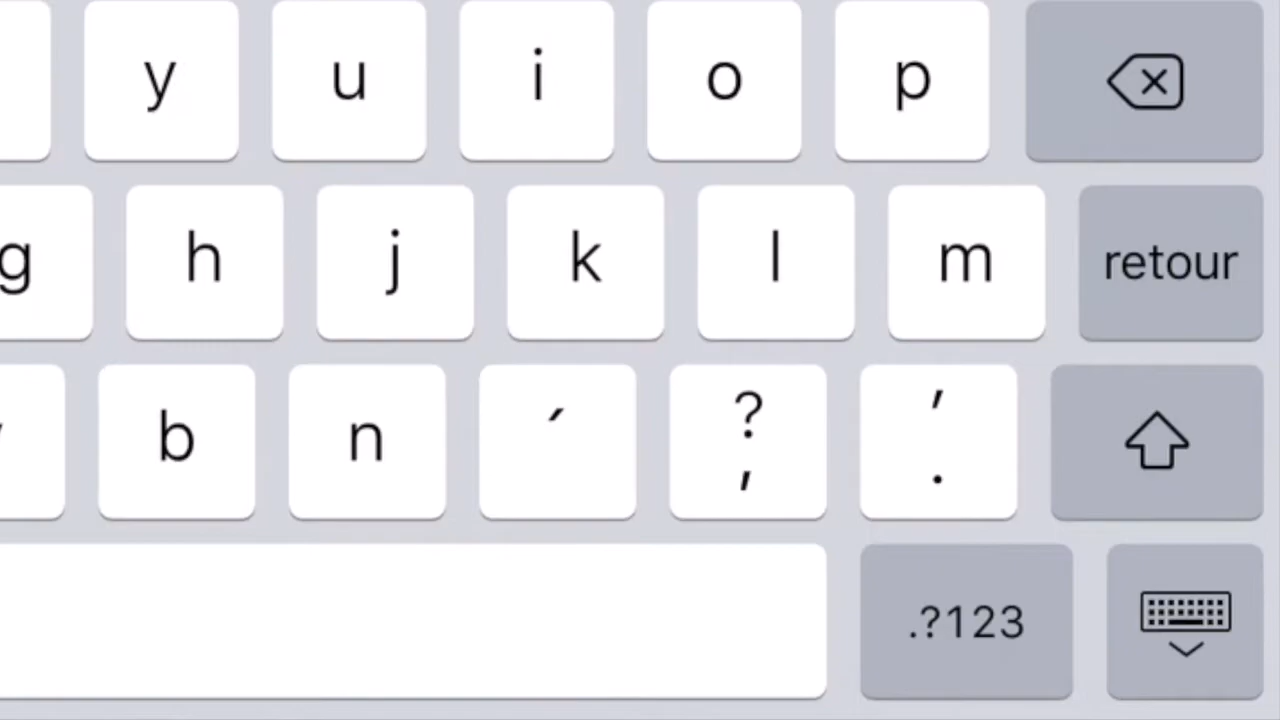 y u i o p
g h j k l m retour
b n ´ ? , ' .
.?123